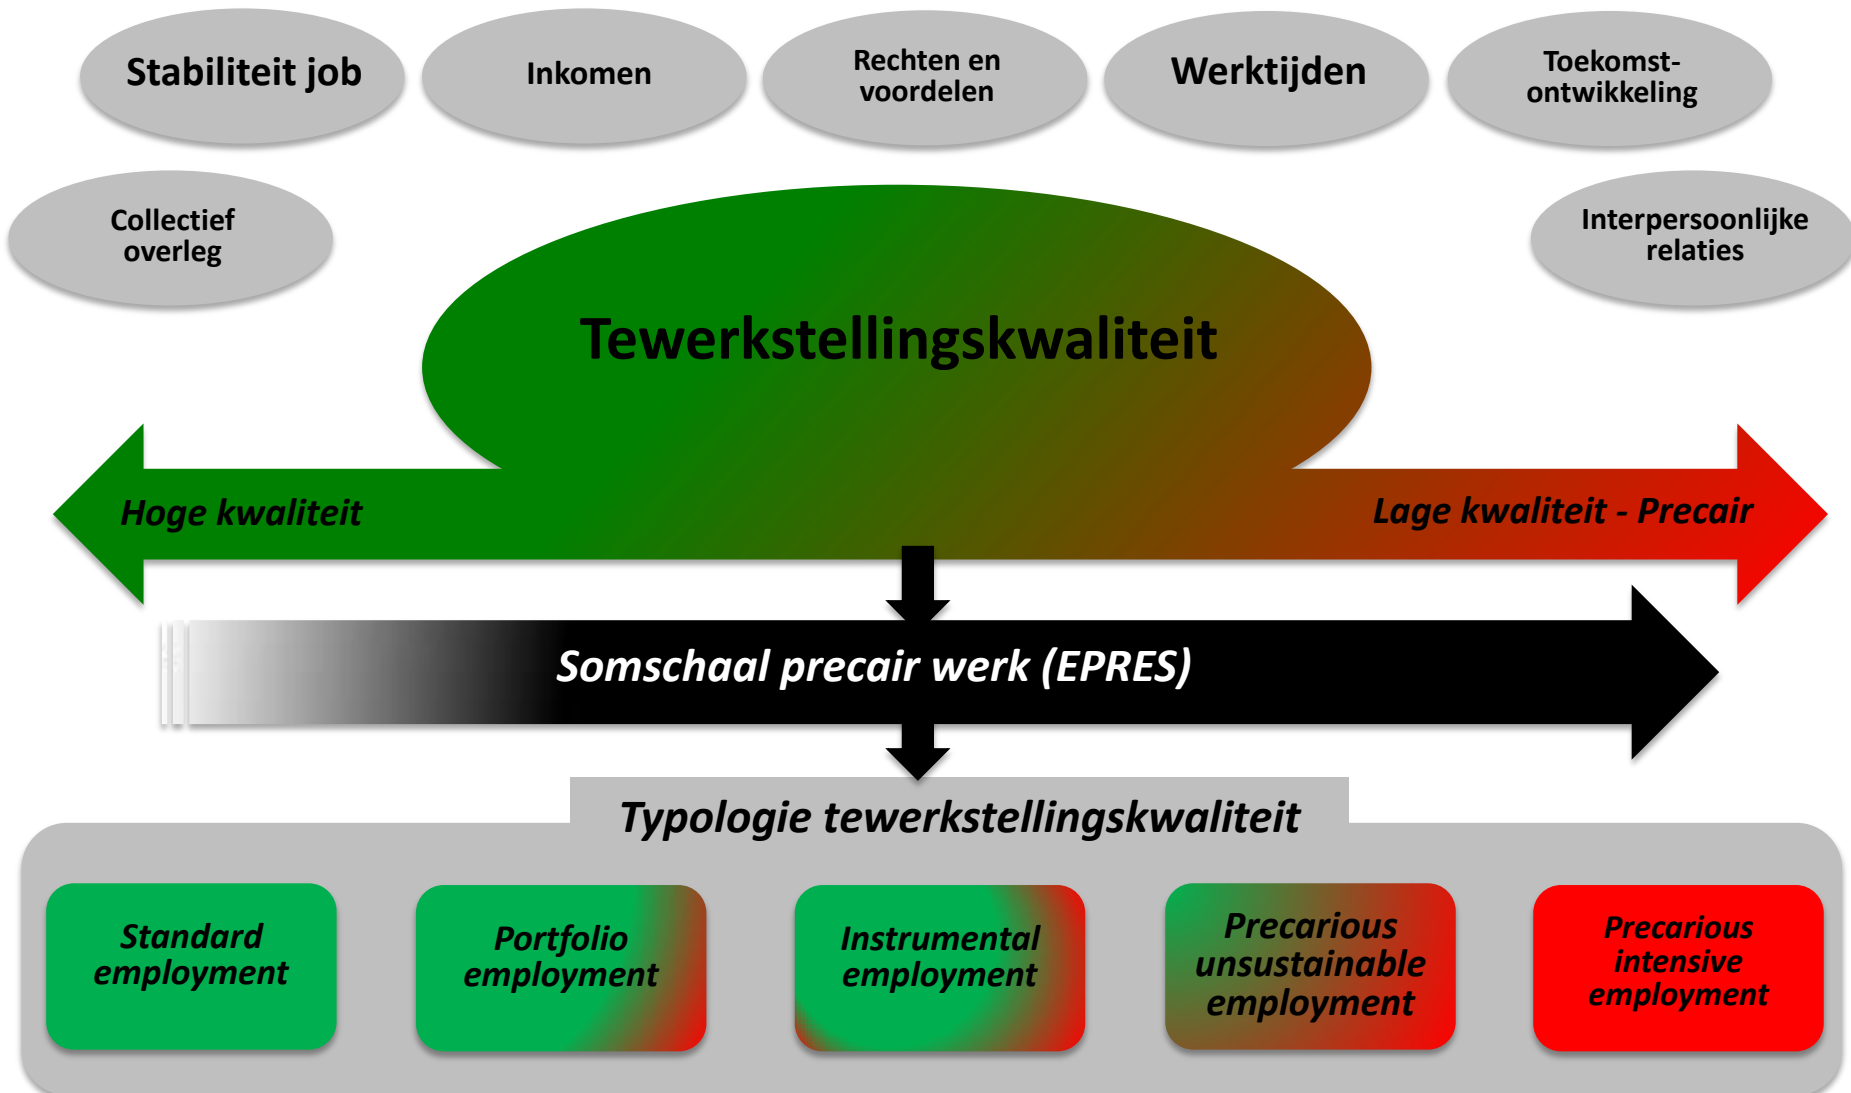 Stabiliteit job
Inkomen
Rechten en
voordelen
Werktijden
Toekomst-
ontwikkeling
Collectief
overleg
Interpersoonlijke
relaties
Tewerkstellingskwaliteit
Hoge kwaliteit
Lage kwaliteit - Precair
Somschaal precair werk (EPRES)
Typologie tewerkstellingskwaliteit
Standard
employment
Portfolio
employment
Instrumental
employment
Precarious
unsustainable
employment
Precarious
intensive
employment